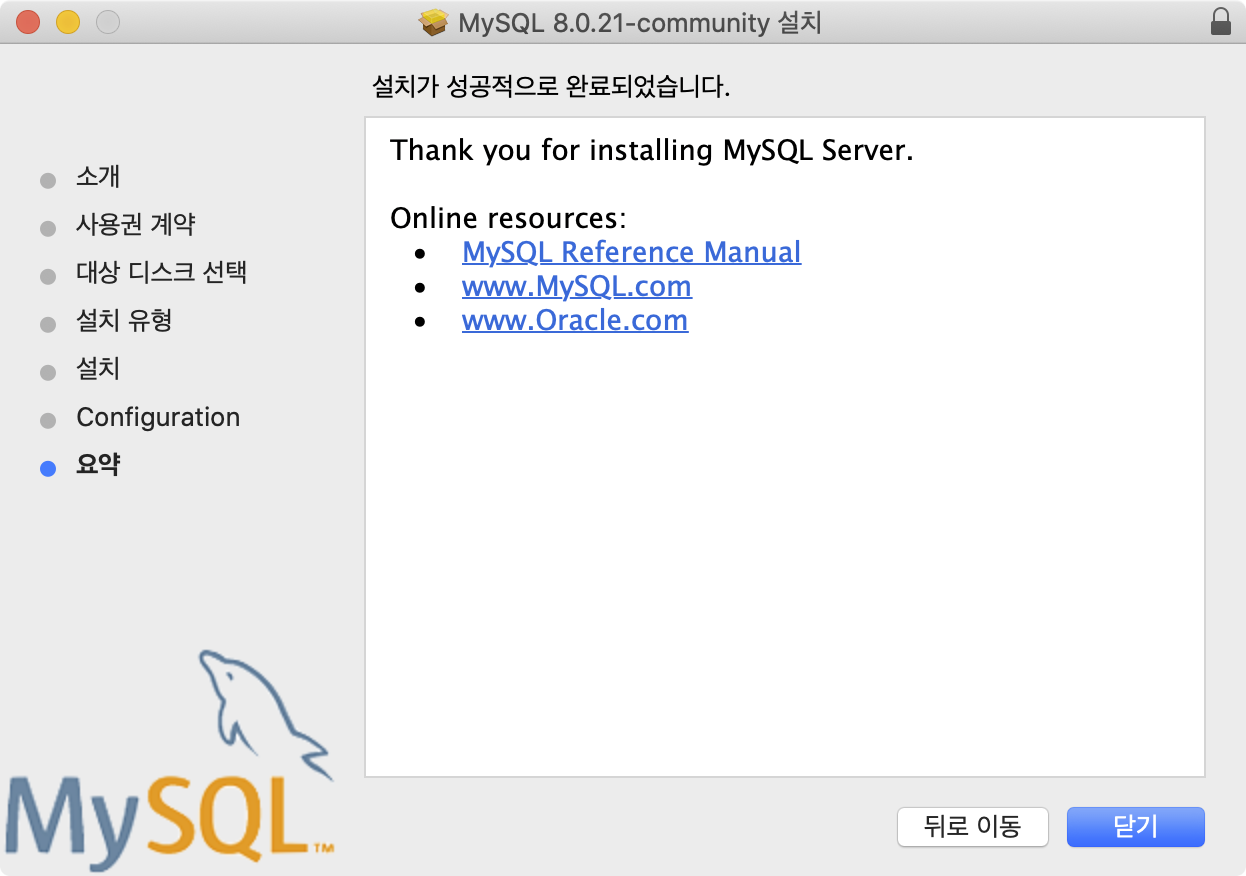 MySQL 8.0.21-community 설치
설치가 성공적으로 완료되었습니다.
소개
사용권 계약
대상 디스크 선택
설치 유형
설치
Configuration
요약
Thank you for installing MySQL Server.
Online resources:
• MySQL Reference Manual
• www.MySQL.com
• www.Oracle.com
MySQL™
뒤로 이동
닫기